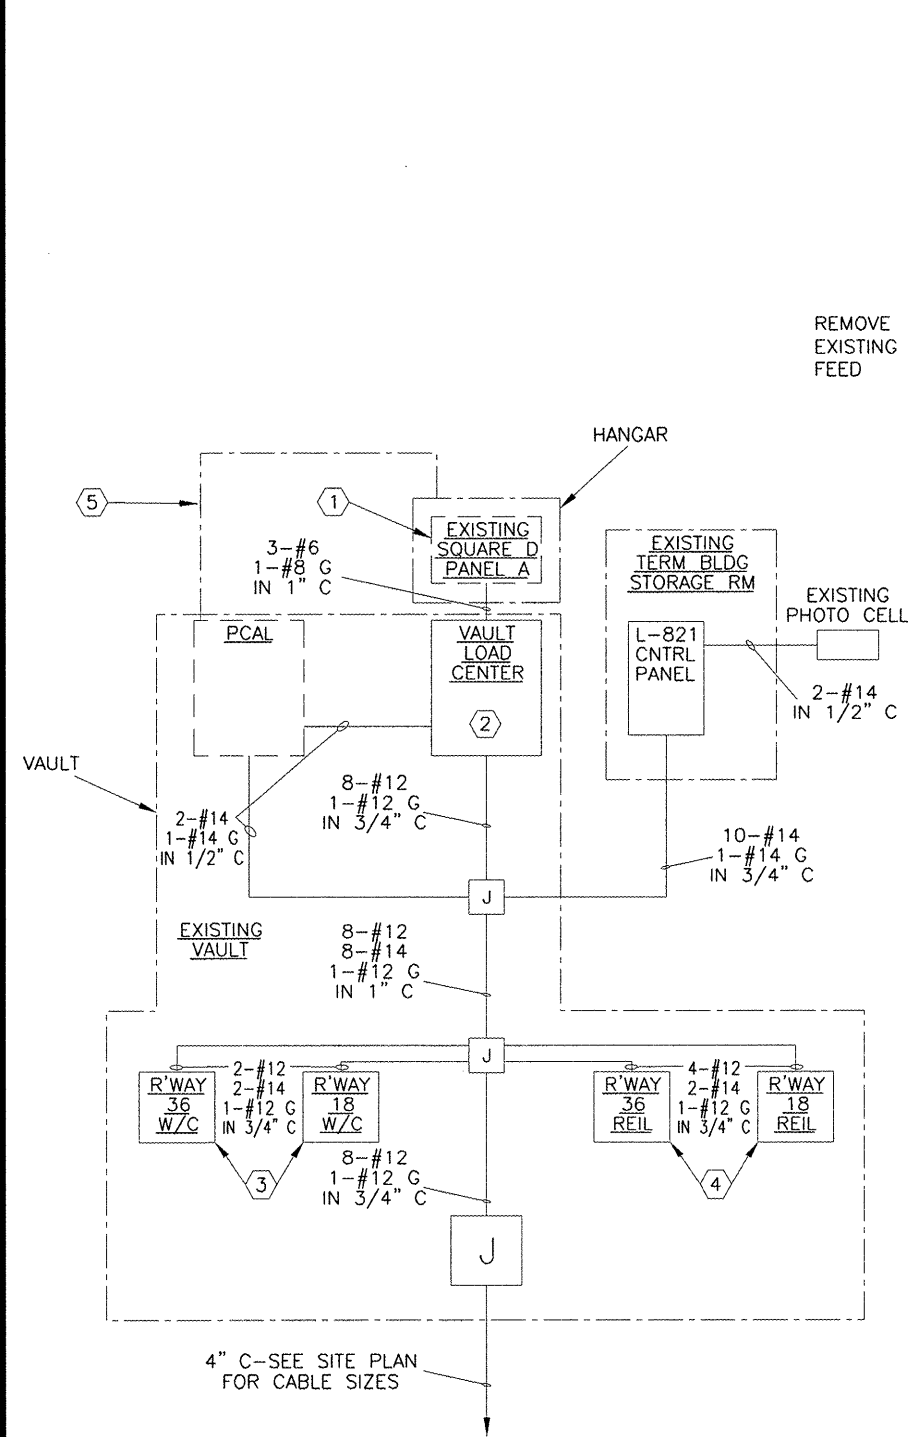 REMOVE
EXISTING
FEED
HANGAR
5
1
EXISTING
SQUARE D
PANEL A
3-#6
1-#8 G
IN 1" C
EXISTING
TERM BLDG
STORAGE RM
EXISTING
PHOTO CELL
PCAL
VAULT
LOAD
CENTER
2
L-821
CNTRL
PANEL
2-#14
IN 1/2" C
VAULT
8-#12
1-#12 G
IN 3/4" C
2-#14
1-#14 G
IN 1/2" C
10-#14
1-#14 G
IN 3/4" C
J
EXISTING
VAULT
8-#12
8-#14
1-#12 G
IN 1" C
J
R'WAY
36
W/C
2-#12
2-#14
1-#12 G
IN 3/4" C
R'WAY
18
W/C
R'WAY
36
REIL
4-#12
2-#14
1-#12 G
IN 3/4" C
R'WAY
18
REIL
3
4
8-#12
1-#12 G
IN 3/4" C
J
4" C-SEE SITE PLAN
FOR CABLE SIZES